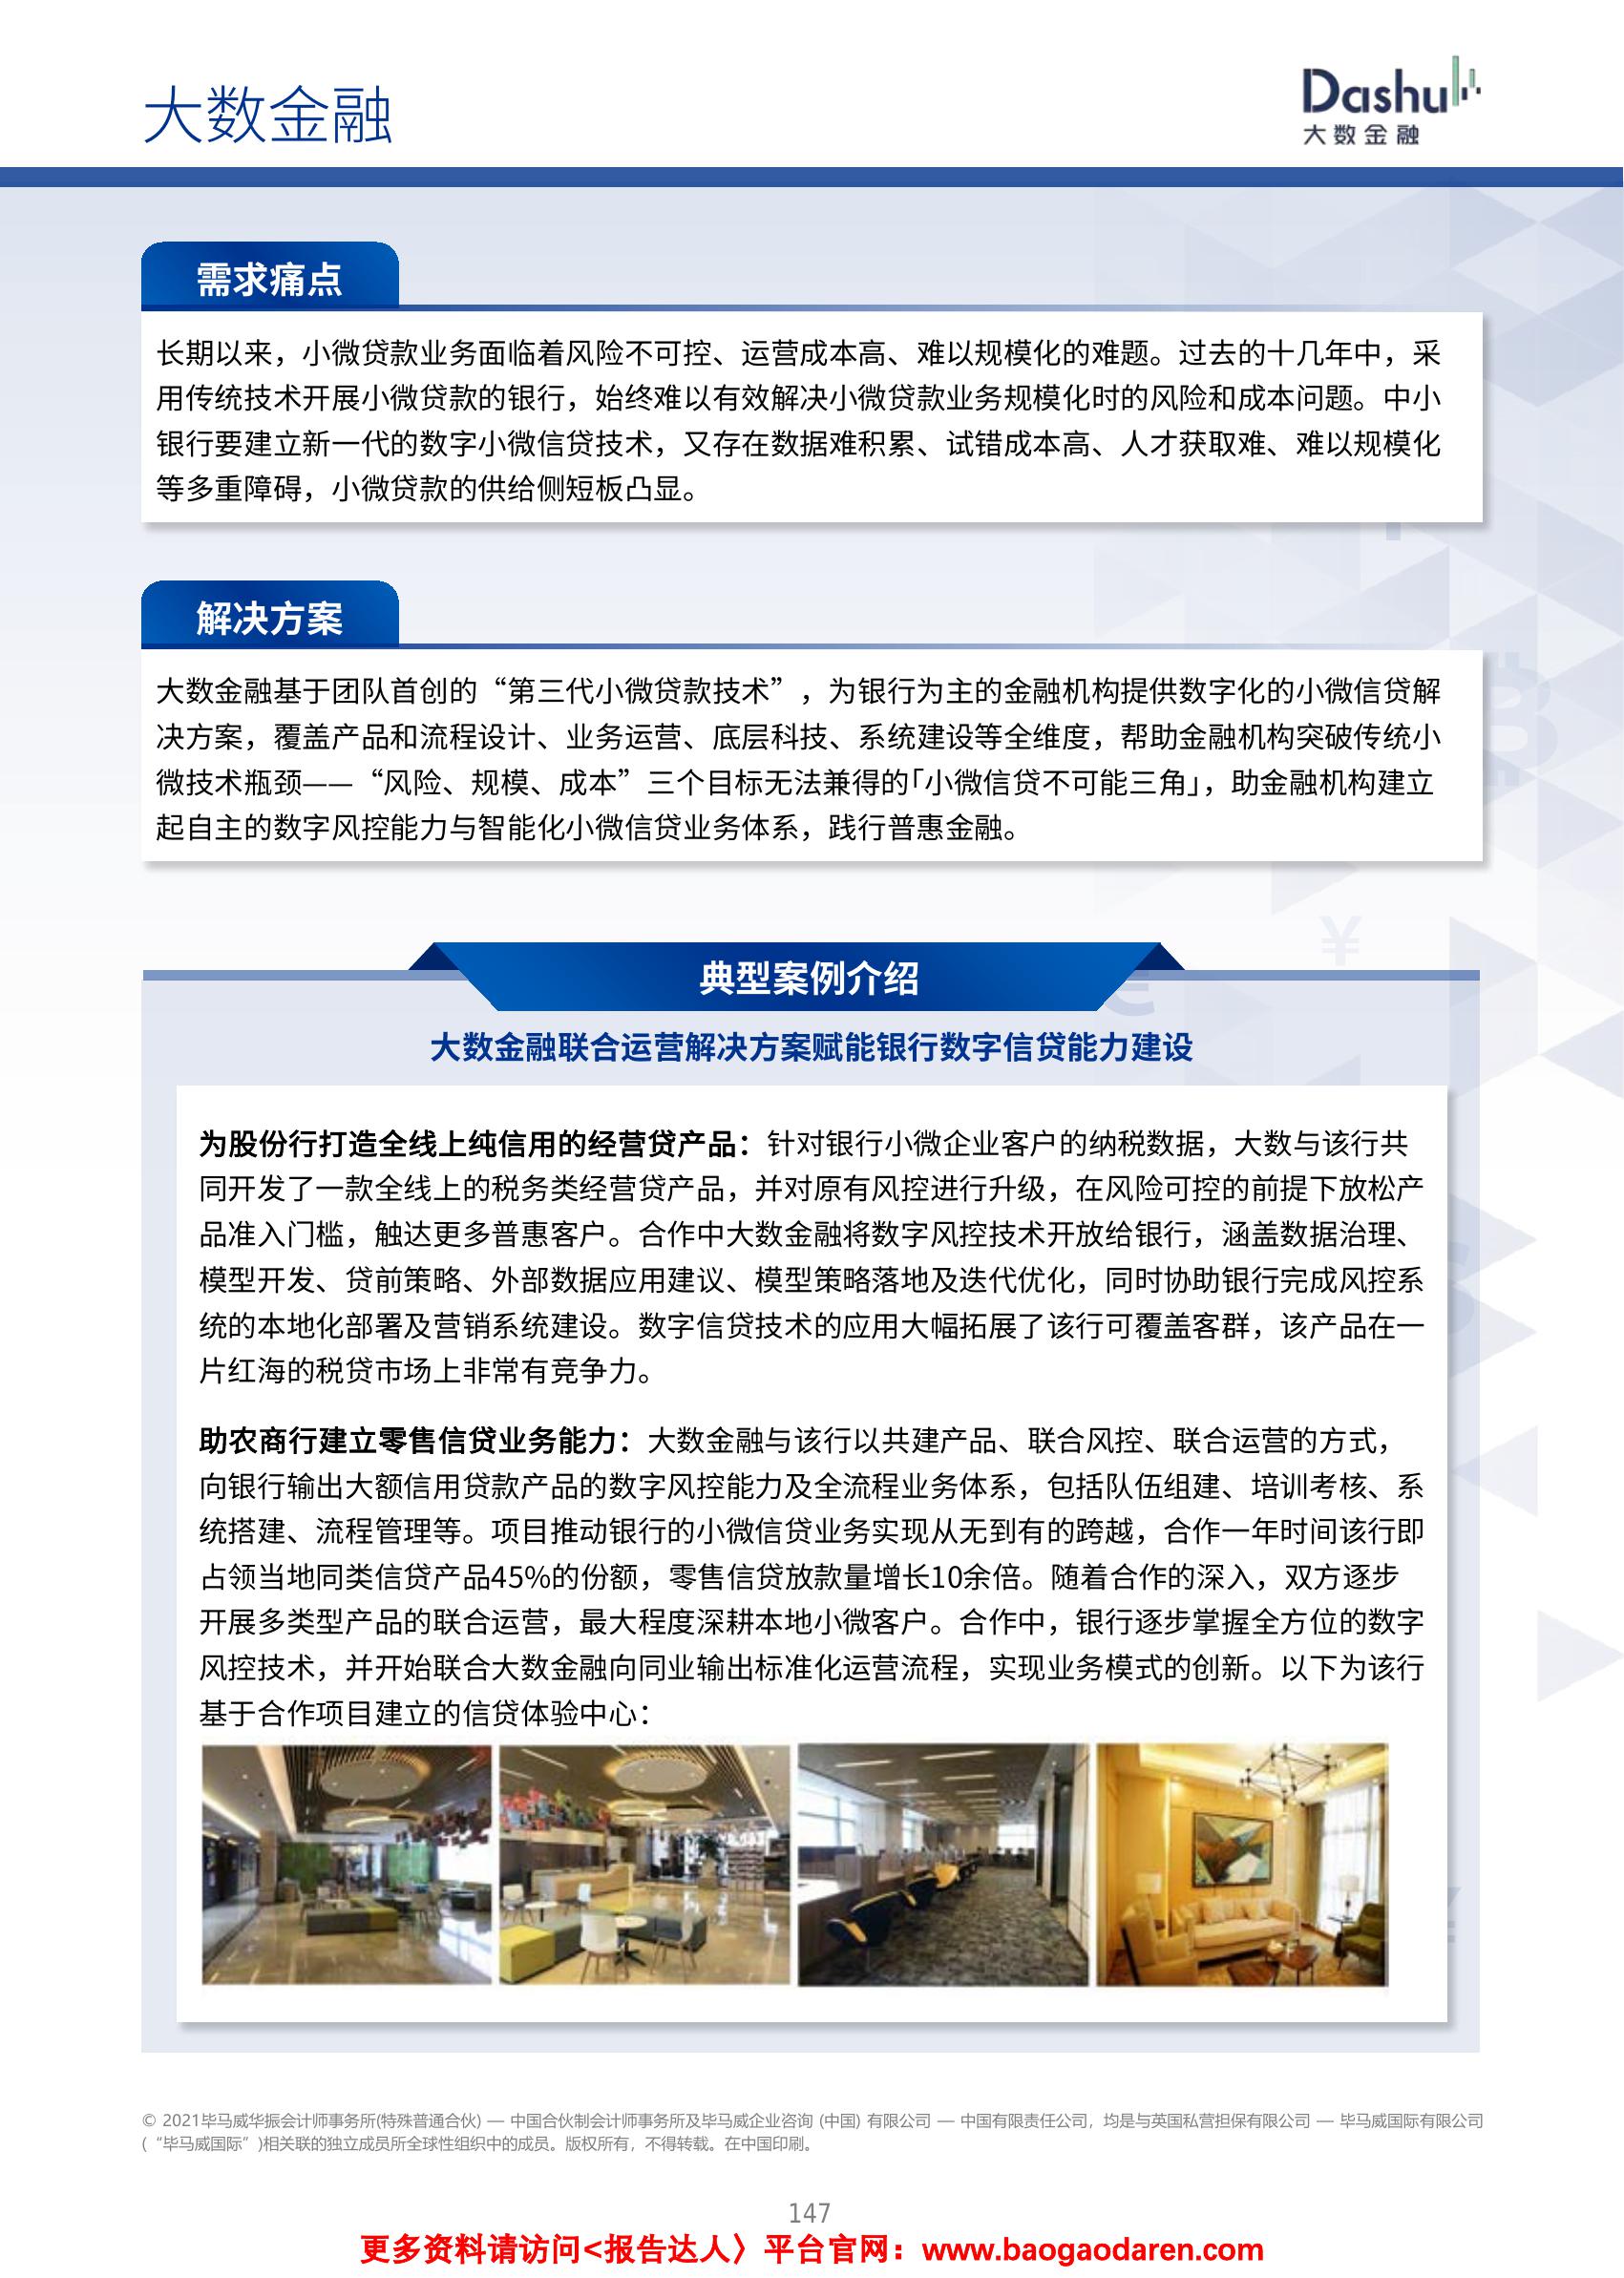 大数金融
Dashu
大数金融
需求痛点
长期以来，小微贷款业务面临着风险不可控、运营成本高、难以规模化的难题。过去的十几年中，采
用传统技术开展小微贷款的银行，始终难以有效解决小微贷款业务规模化时的风险和成本问题。中小
银行要建立新一代的数字小微信贷技术，又存在数据难积累、试错成本高、人才获取难、难以规模化
等多重障碍，小微贷款的供给侧短板凸显。
解决方案
大数金融基于团队首创的“第三代小微贷款技术”，为银行为主的金融机构提供数字化的小微信贷解
决方案，覆盖产品和流程设计、业务运营、底层科技、系统建设等全维度，帮助金融机构突破传统小
微技术瓶颈——“风险、规模、成本”三个目标无法兼得的「小微信贷不可能三角」，助金融机构建立
起自主的数字风控能力与智能化小微信贷业务体系，践行普惠金融。
典型案例介绍
大数金融联合运营解决方案赋能银行数字信贷能力建设
为股份行打造全线上纯信用的经营贷产品：针对银行小微企业客户的纳税数据，大数与该行共
同开发了一款全线上的税务类经营贷产品，并对原有风控进行升级，在风险可控的前提下放松产
品准入门槛，触达更多普惠客户。合作中大数金融将数字风控技术开放给银行，涵盖数据治理、
模型开发、贷前策略、外部数据应用建议、模型策略落地及迭代优化，同时协助银行完成风控系
统的本地化部署及营销系统建设。数字信贷技术的应用大幅拓展了该行可覆盖客群，该产品在一
片红海的税贷市场上非常有竞争力。
助农商行建立零售信贷业务能力：大数金融与该行以共建产品、联合风控、联合运营的方式，
向银行输出大额信用贷款产品的数字风控能力及全流程业务体系，包括队伍组建、培训考核、系
统搭建、流程管理等。项目推动银行的小微信贷业务实现从无到有的跨越，合作一年时间该行即
占领当地同类信贷产品45%的份额，零售信贷放款量增长10余倍。随着合作的深入，双方逐步
开展多类型产品的联合运营，最大程度深耕本地小微客户。合作中，银行逐步掌握全方位的数字
风控技术，并开始联合大数金融向同业输出标准化运营流程，实现业务模式的创新。以下为该行
基于合作项目建立的信贷体验中心：
© 2021毕马威华振会计师事务所(特殊普通合伙) — 中国合伙制会计师事务所及毕马威企业咨询 (中国) 有限公司 — 中国有限责任公司，均是与英国私营担保有限公司 — 毕马威国际有限公司
(“毕马威国际”)相关联的独立成员所全球性组织中的成员。版权所有，不得转载。在中国印刷。
147
更多资料请访问<报告达人〉平台官网：www.baogaodaren.com